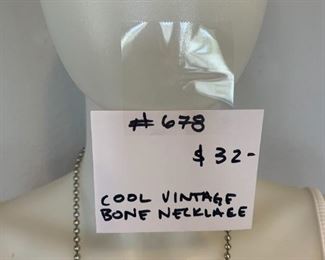 # 678
$ 32-
COOL VINTAGE
BONE NECKLACE